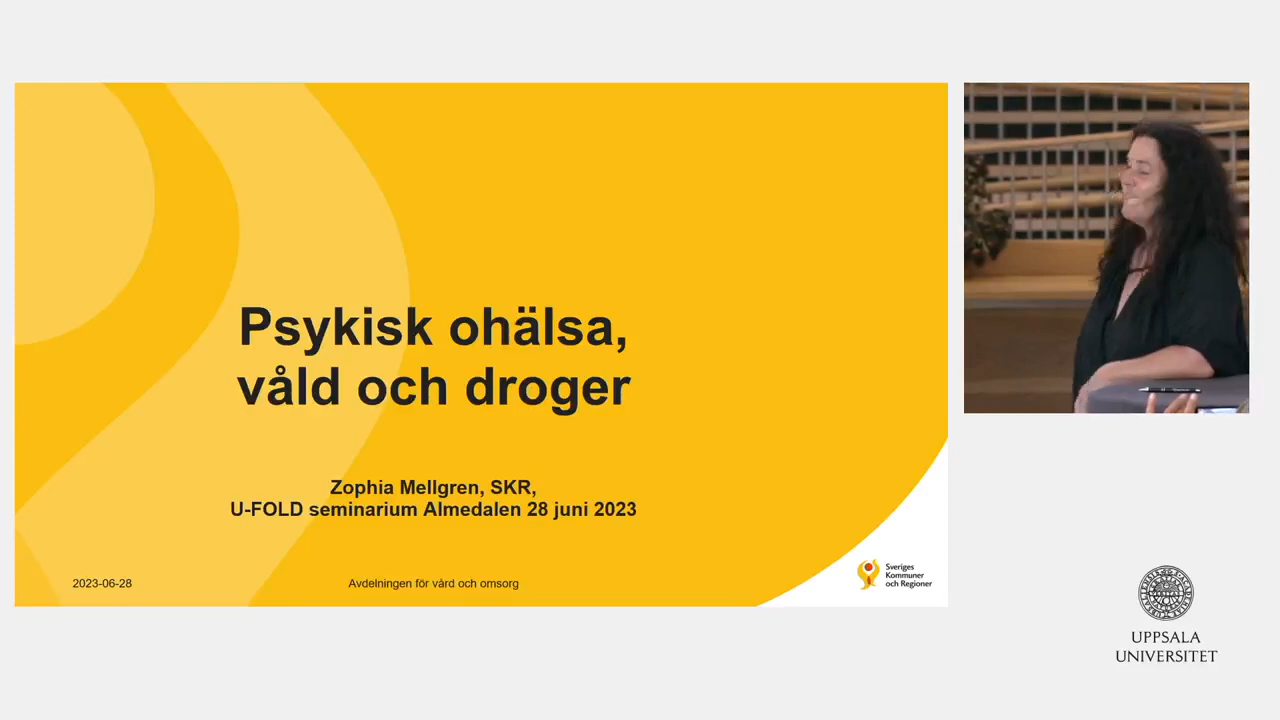 Psykisk ohälsa,
våld och droger
Zophia Mellgren, SKR,
U-FOLD seminarium Almedalen 28 juni 2023
2023-06-28
Avdelningen för vård och omsorg
Sveriges
Kommuner
och Regioner
UPPSALA
UNIVERSITET